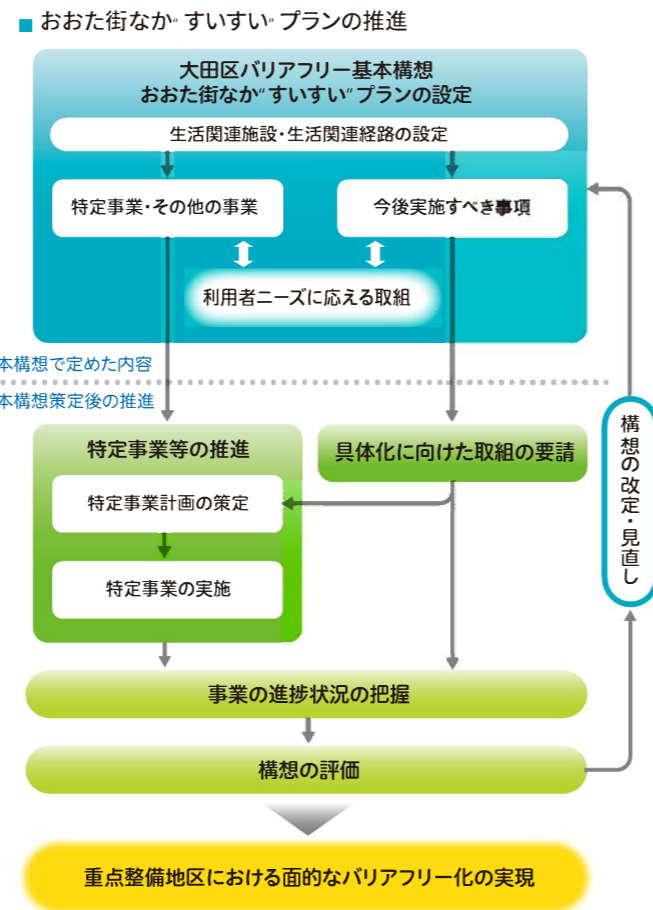 ■ おおた街なか“すいすい”プランの推進
大田区バリアフリー基本構想
おおた街なか“すいすい”プランの設定
生活関連施設・生活関連経路の設定
特定事業・その他の事業
今後実施すべき事項
利用者ニーズに応える取組
本構想で定めた内容
本構想策定後の推進
特定事業等の推進
具体化に向けた取組の要請
特定事業計画の策定
特定事業の実施
構想の改定・見直し
事業の進捗状況の把握
構想の評価
重点整備地区における面的なバリアフリー化の実現